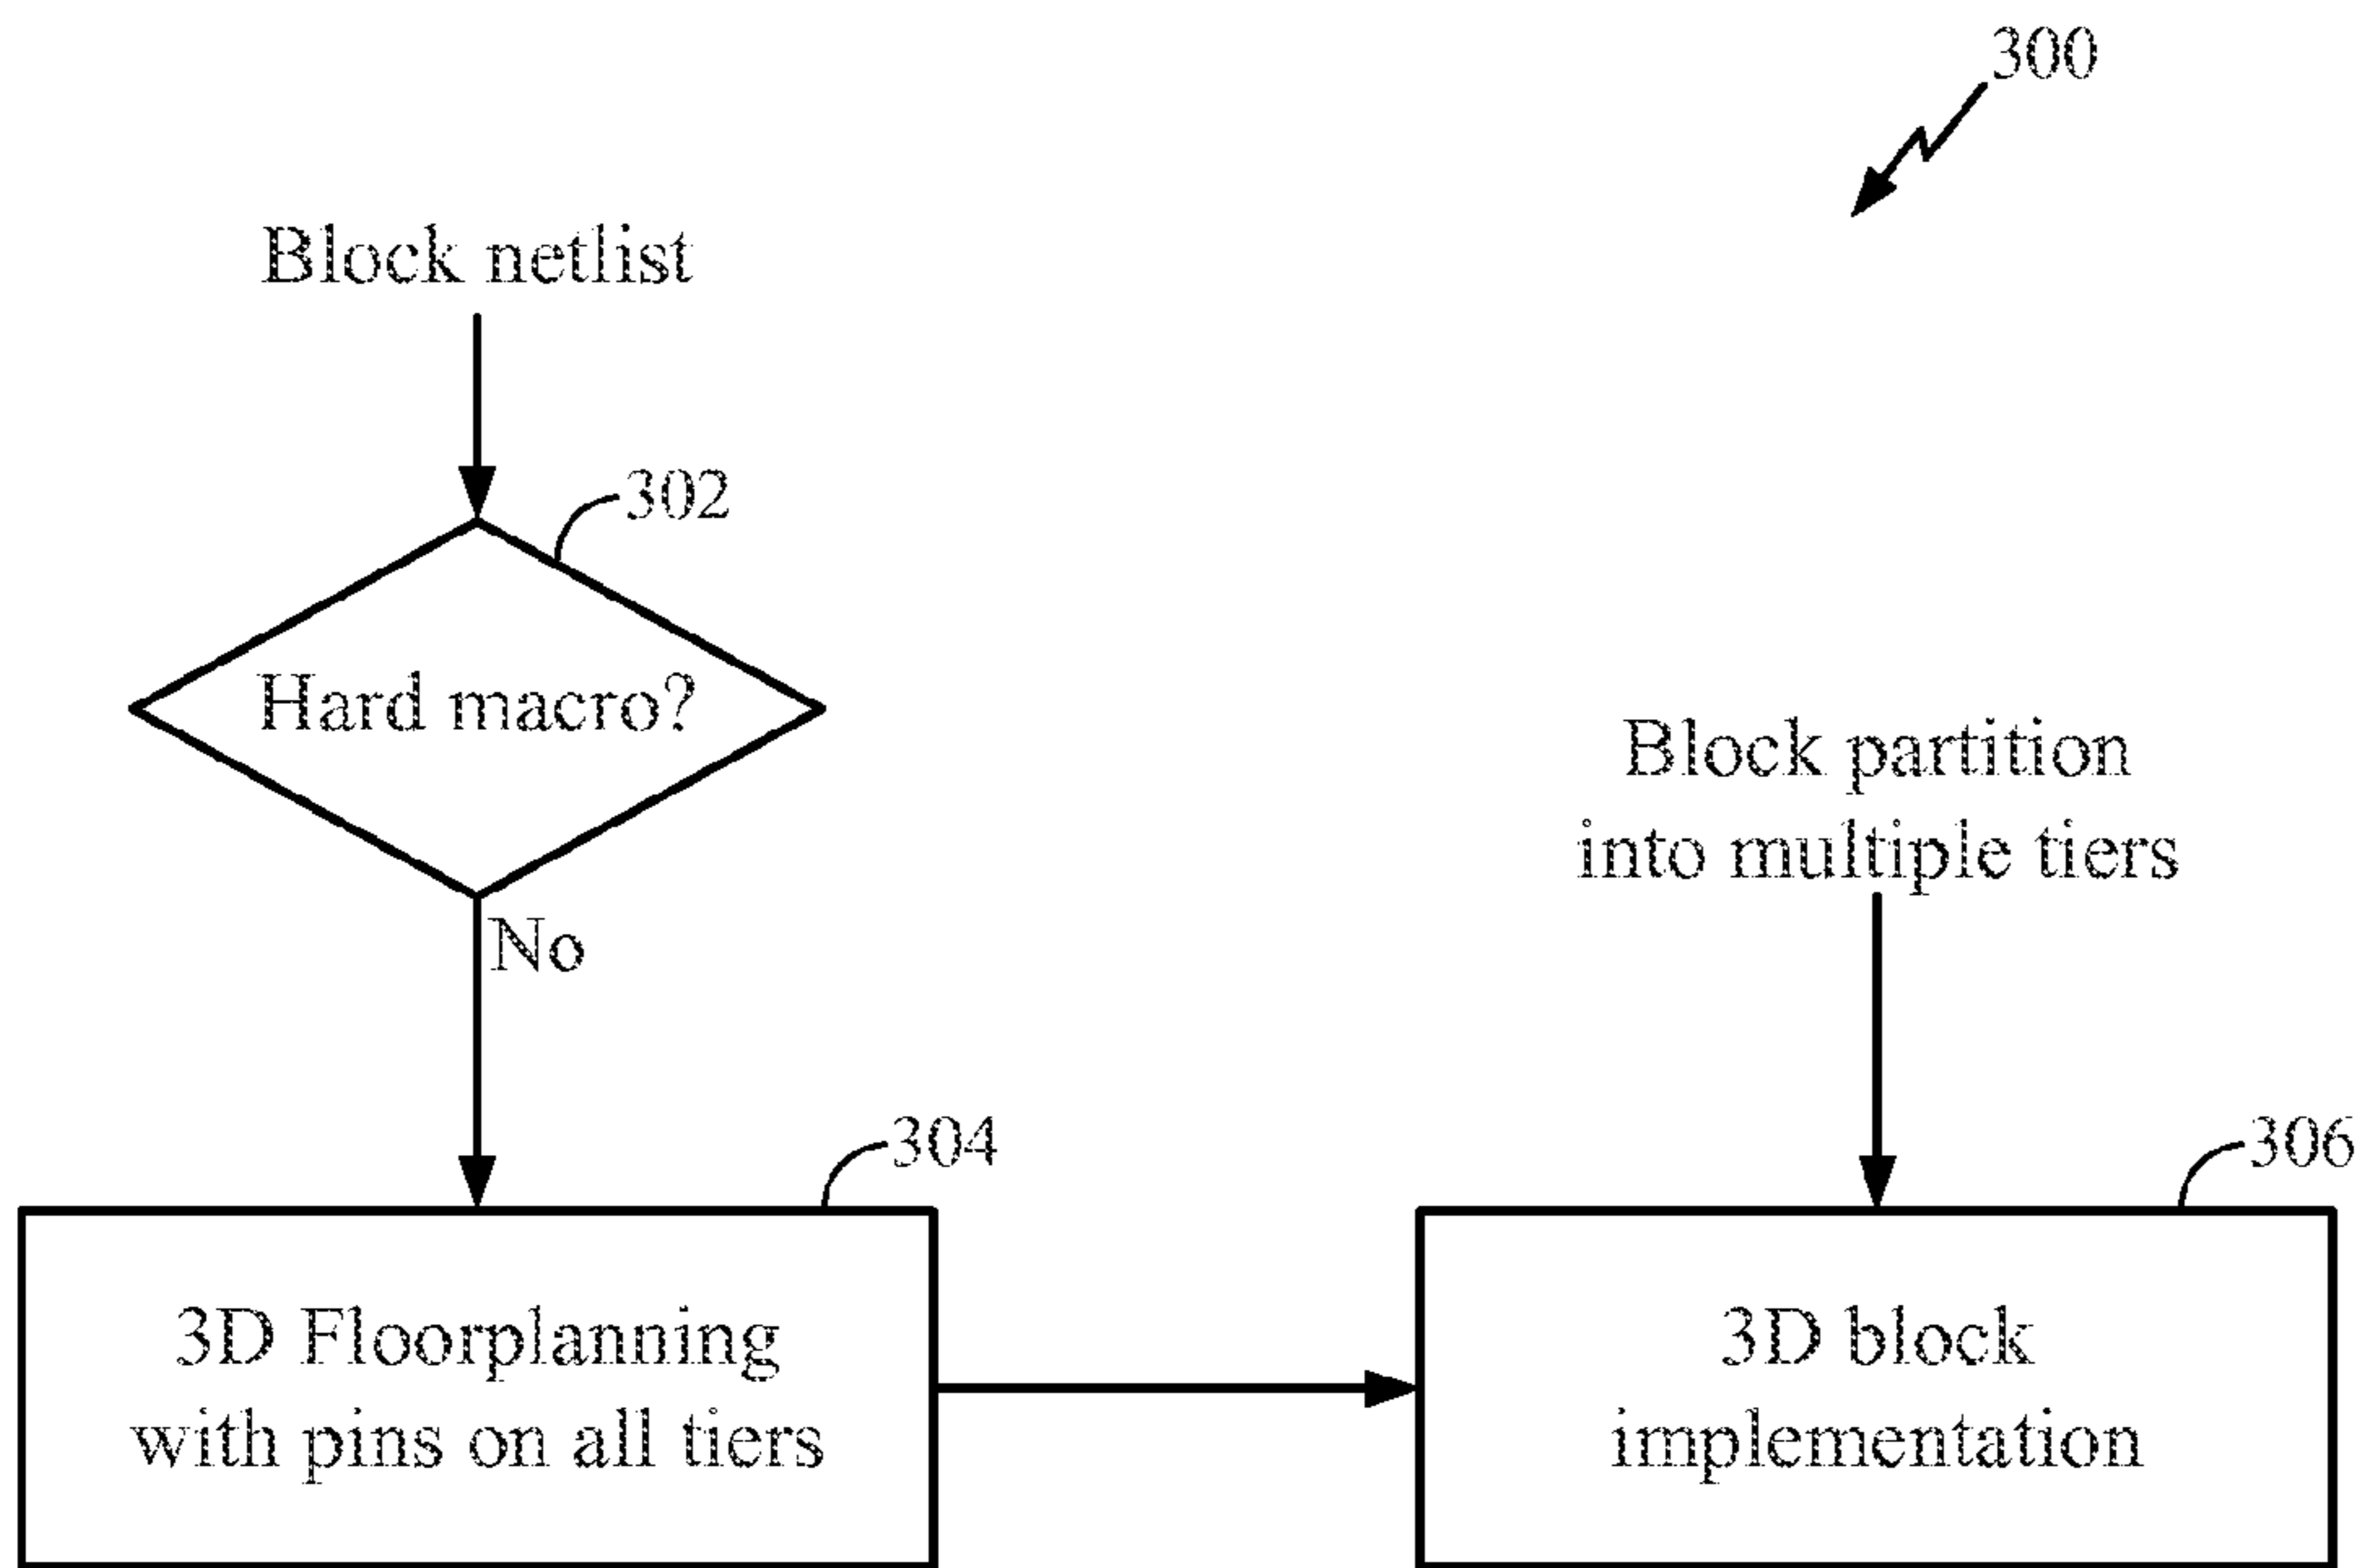 300
Block netlist
302
Hard macro?
No
Block partition
into multiple tiers
304
306
3D Floorplanning
with pins on all tiers
3D block
implementation